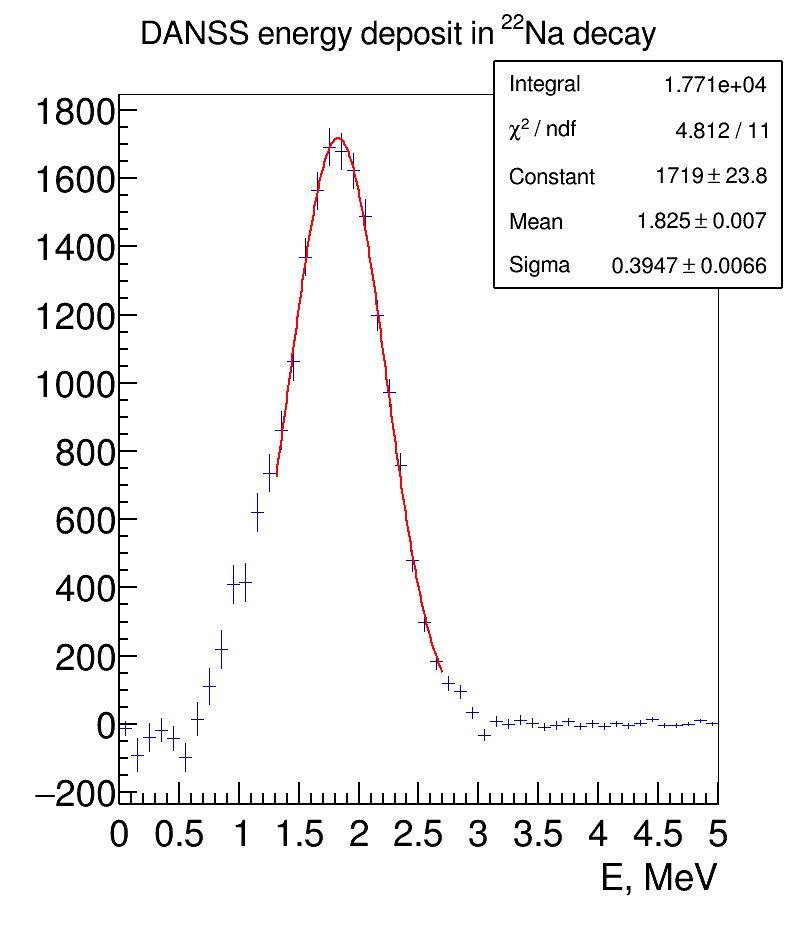 DANSS energy deposit in ²²Na decay
Integral 1.771e+04
χ² / ndf 4.812 / 11
Constant 1719 ± 23.8
Mean 1.825 ± 0.007
Sigma 0.3947 ± 0.0066
1800
1600
1400
1200
1000
800
600
400
200
0
−200
0 0.5 1 1.5 2 2.5 3 3.5 4 4.5 5
E, MeV